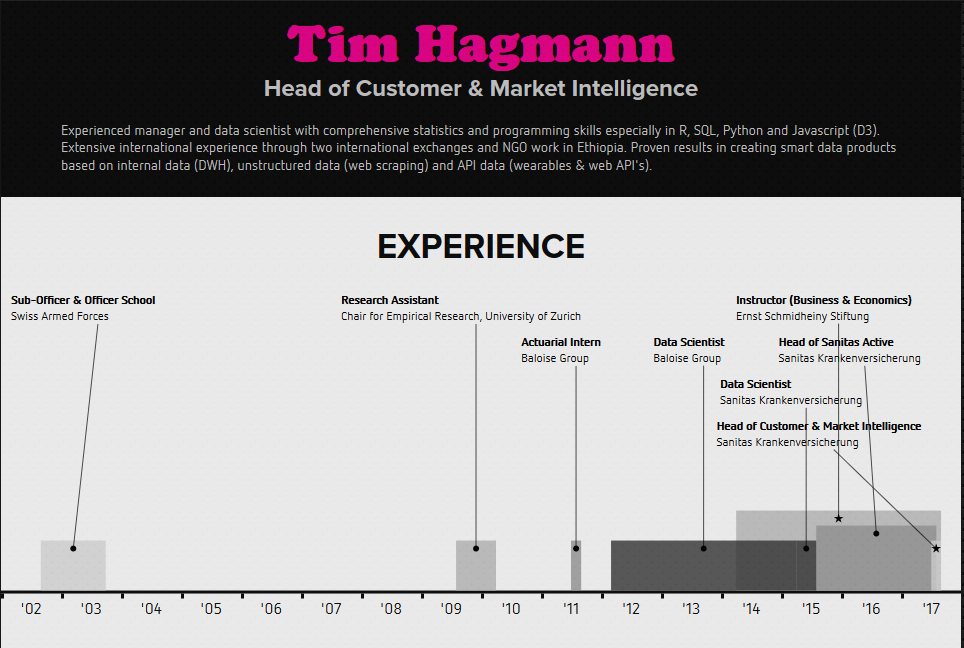 Tim Hagmann
Head of Customer & Market Intelligence
Experienced manager and data scientist with comprehensive statistics and programming skills especially in R, SQL, Python and Javascript (D3).
Extensive international experience through two international exchanges and NGO work in Ethiopia. Proven results in creating smart data products
based on internal data (DWH), unstructured data (web scraping) and API data (wearables & web API's).
EXPERIENCE
Sub-Officer & Officer School
Swiss Armed Forces
Research Assistant
Chair for Empirical Research, University of Zurich
Instructor (Business & Economics)
Ernst Schmidheiny Stiftung
Actuarial Intern
Baloise Group
Data Scientist
Baloise Group
Head of Sanitas Active
Sanitas Krankenversicherung
Data Scientist
Sanitas Krankenversicherung
Head of Customer & Market Intelligence
Sanitas Krankenversicherung
'02 '03 '04 '05 '06 '07 '08 '09 '10 '11 '12 '13 '14 '15 '16 '17